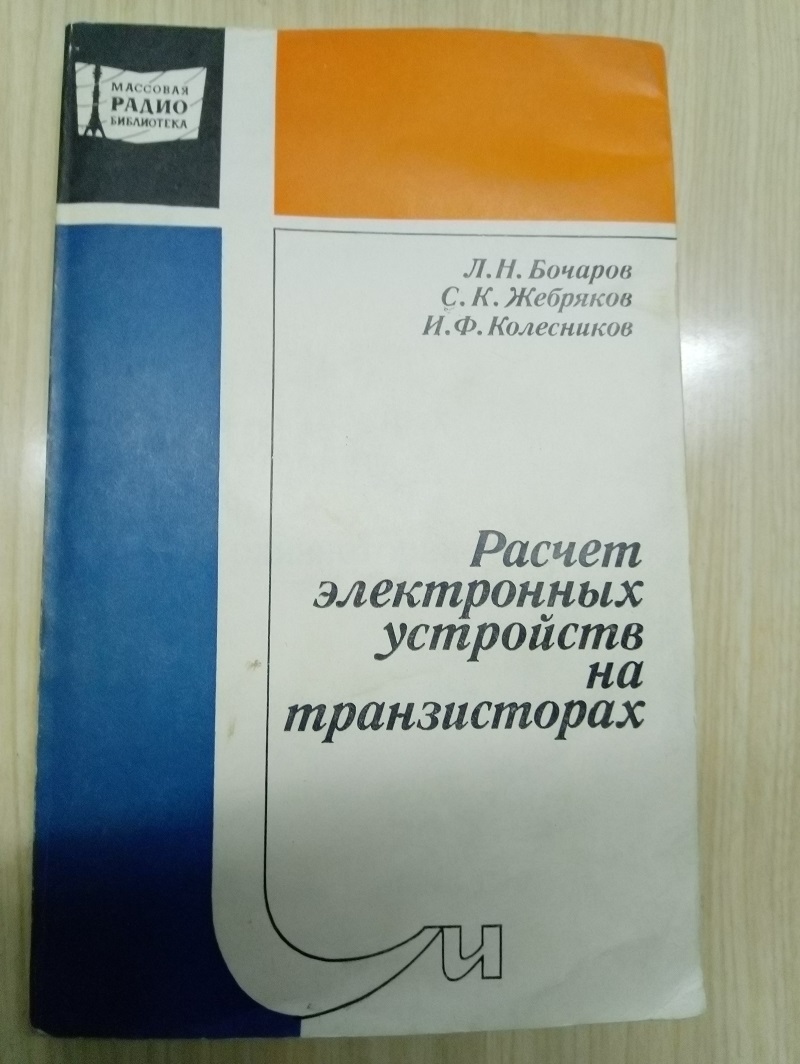 МАССОВАЯ
РАДИО
БИБЛИОТЕКА
Л. Н. Бочаров
С. К. Жебряков
И. Ф. Колесников
Расчет
электронных
устройств
на
транзисторах